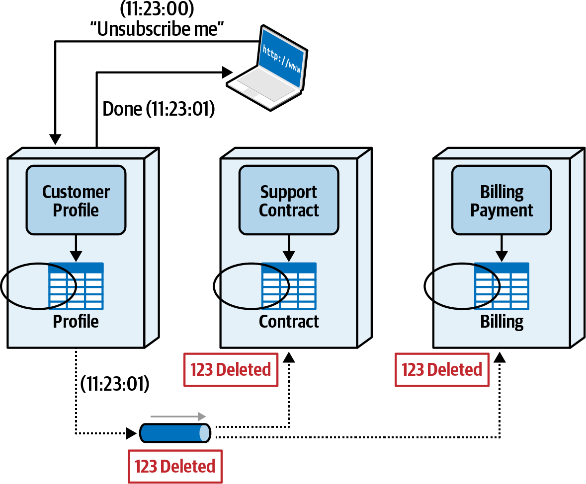 (11:23:00)
“Unsubscribe me”
http://www
Done (11:23:01)
Customer
Profile
Support
Contract
Billing
Payment
Profile
Contract
Billing
123 Deleted
123 Deleted
(11:23:01)
123 Deleted